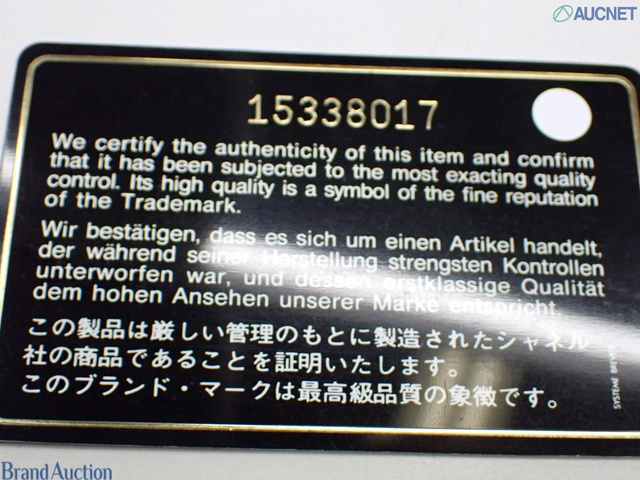 AUCNET
15338017
We certify the authenticity of this item and confirm
that it has been subjected to the most exacting quality
control. Its high quality is a symbol of the fine reputation
of the Trademark.
Wir bestätigen, dass es sich um einen Artikel handelt,
der während seiner Herstellung strengsten Kontrollen
unterworfen war, und dessen erstklassige Qualität
dem hohen Ansehen unserer Marke entspricht.
この製品は厳しい管理のもとに製造されたシャネル
社の商品であることを証明いたします。
このブランド・マークは最高級品質の象徴です。
SYSTEME
Brand Auction